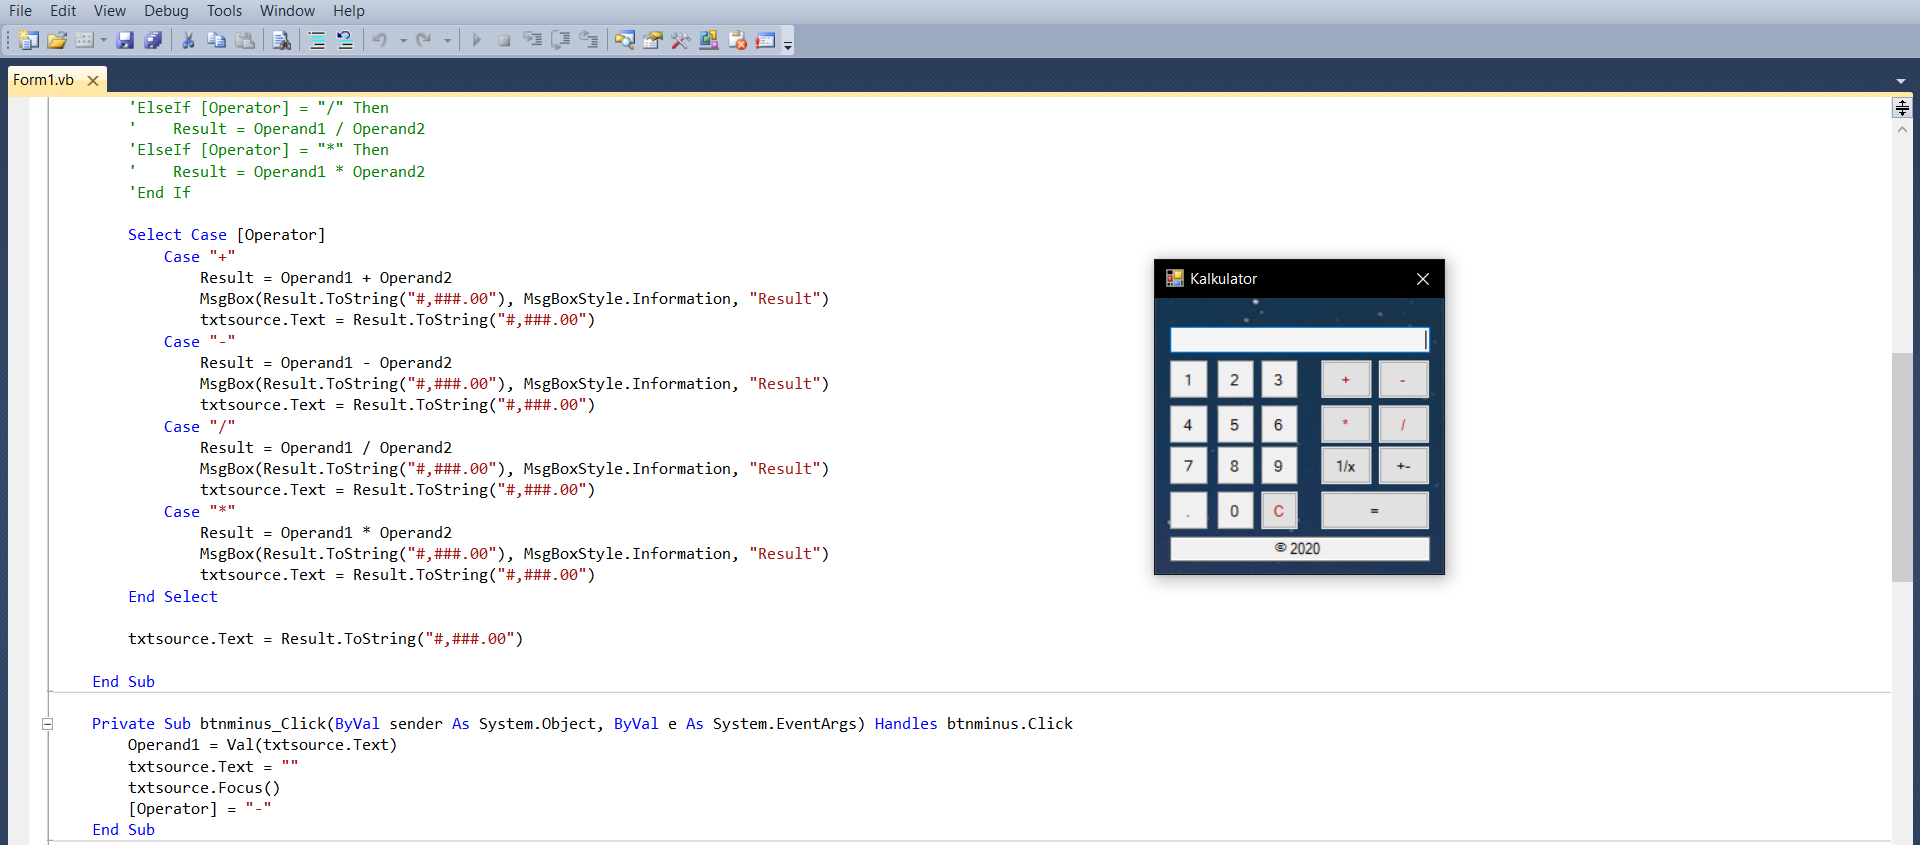 File Edit View Debug Tools Window Help
Form1.vb
'ElseIf [Operator] = "/" Then
'    Result = Operand1 / Operand2
'ElseIf [Operator] = "*" Then
'    Result = Operand1 * Operand2
'End If
Select Case [Operator]
Case "+"
Result = Operand1 + Operand2
MsgBox(Result.ToString("#,###.00"), MsgBoxStyle.Information, "Result")
txtsource.Text = Result.ToString("#,###.00")
Case "-"
Result = Operand1 - Operand2
MsgBox(Result.ToString("#,###.00"), MsgBoxStyle.Information, "Result")
txtsource.Text = Result.ToString("#,###.00")
Case "/"
Result = Operand1 / Operand2
MsgBox(Result.ToString("#,###.00"), MsgBoxStyle.Information, "Result")
txtsource.Text = Result.ToString("#,###.00")
Case "*"
Result = Operand1 * Operand2
MsgBox(Result.ToString("#,###.00"), MsgBoxStyle.Information, "Result")
txtsource.Text = Result.ToString("#,###.00")
End Select
txtsource.Text = Result.ToString("#,###.00")
End Sub
Private Sub btnminus_Click(ByVal sender As System.Object, ByVal e As System.EventArgs) Handles btnminus.Click
Operand1 = Val(txtsource.Text)
txtsource.Text = ""
txtsource.Focus()
[Operator] = "-"
End Sub
Kalkulator
1 2 3 + -
4 5 6 * /
7 8 9 1/x +-
. 0 C =
© 2020